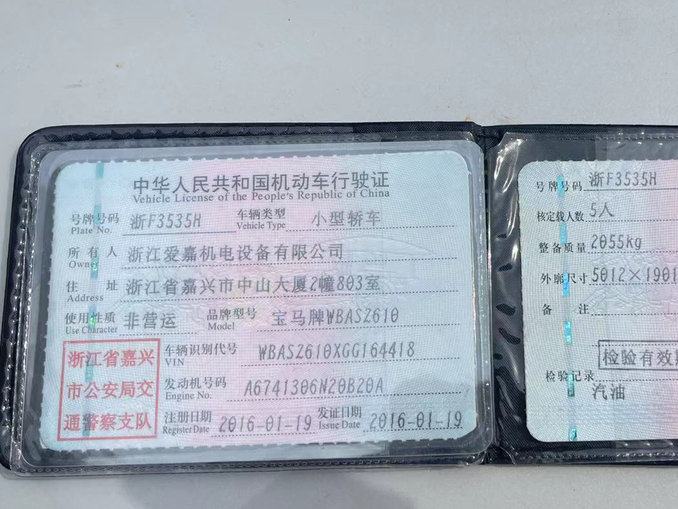 中华人民共和国机动车行驶证
Vehicle License of the People's Republic of China
号牌号码 浙F3535H 车辆类型 小型轿车
Plate No. Vehicle Type
所有人 浙江爱嘉机电设备有限公司
Owner
住址 浙江省嘉兴市中山大厦2幢803室
Address
使用性质 非营运 品牌型号 宝马牌WBASZ610
Use Character Model
浙江省嘉兴
市公安局交
通警察支队
车辆识别代号 WBASZ610XGG164418
VIN
发动机号码 A6741306N20B20A
Engine No.
注册日期 2016-01-19 发证日期 2016-01-19
Register Date Issue Date
号牌号码 浙F3535H
核定载人数 5人
整备质量 2055kg
外廓尺寸 5012×1901
备注
检验有效期
检验记录
汽油